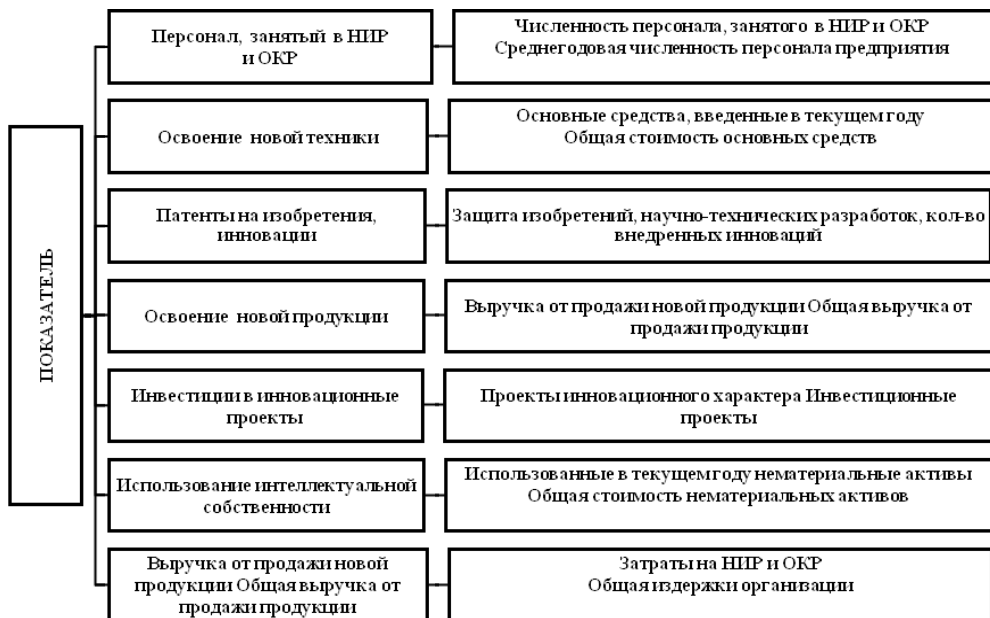 ПОКАЗАТЕЛЬ
Персонал, занятый в НИР
и ОКР
Численность персонала, занятого в НИР и ОКР
Среднегодовая численность персонала предприятия
Освоение новой техники
Основные средства, введенные в текущем году
Общая стоимость основных средств
Патенты на изобретения,
инновации
Защита изобретений, научно-технических разработок, кол-во
внедренных инноваций
Освоение новой продукции
Выручка от продажи новой продукции Общая выручка от
продажи продукции
Инвестиции в инновационные
проекты
Проекты инновационного характера Инвестиционные
проекты
Использование интеллектуальной
собственности
Использованные в текущем году нематериальные активы
Общая стоимость нематериальных активов
Выручка от продажи новой
продукции Общая выручка от
продажи продукции
Затраты на НИР и ОКР
Общая издержки организации